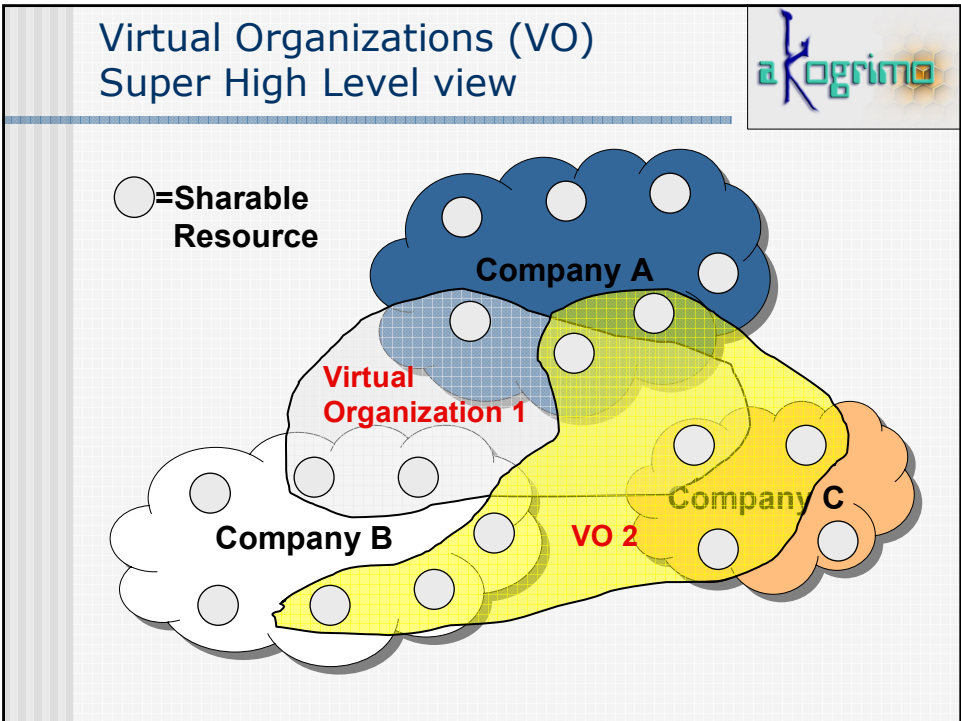 Virtual Organizations (VO)
Super High Level view
akogrimo
=Sharable
Resource
Company A
Virtual
Organization 1
Company C
Company B
VO 2